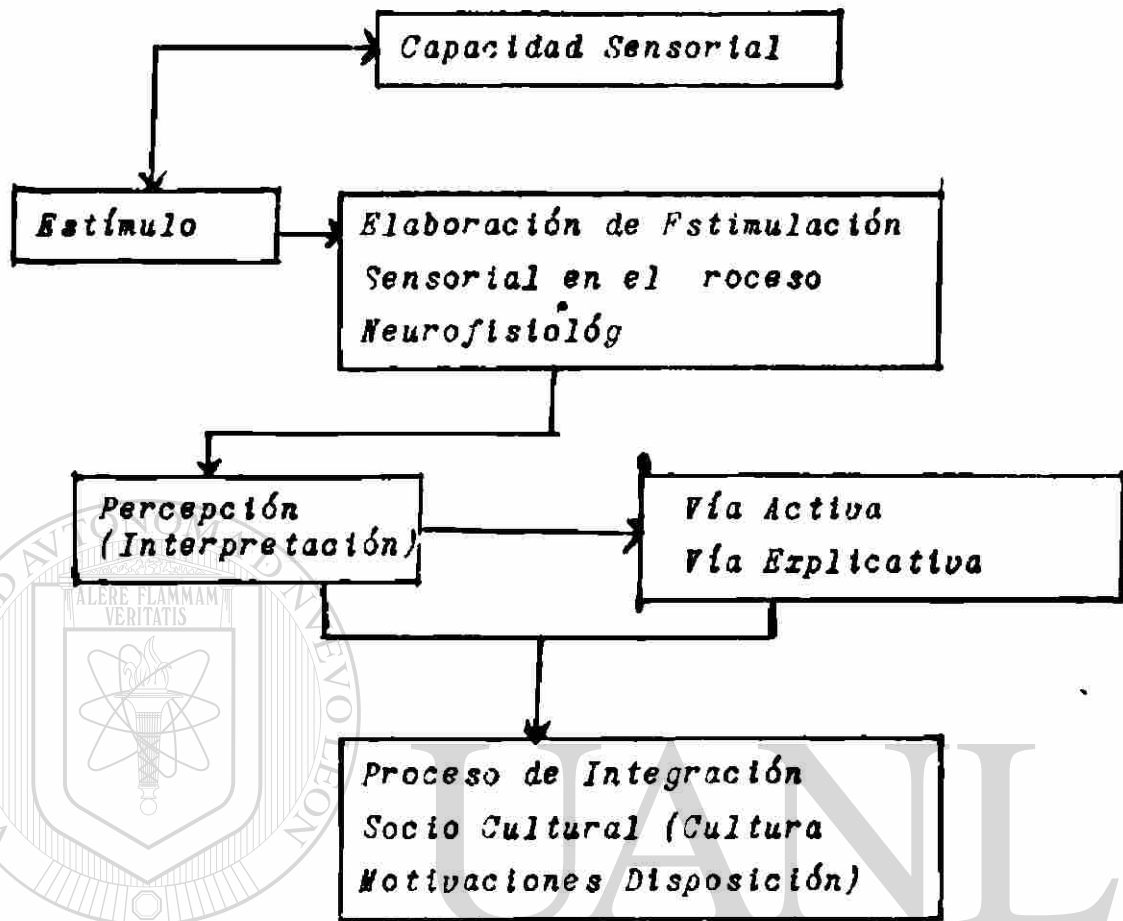 Capacidad Sensorial
Estímulo
Elaboración de Estimulación
Sensorial en el roceso
Neurofisiológ
Percepción
(Interpretación)
Vía Activa
Vía Explicativa
Proceso de Integración
Socio Cultural (Cultura
Motivaciones Disposición)
ALERE FLAMMAM
VERITATIS
UANL